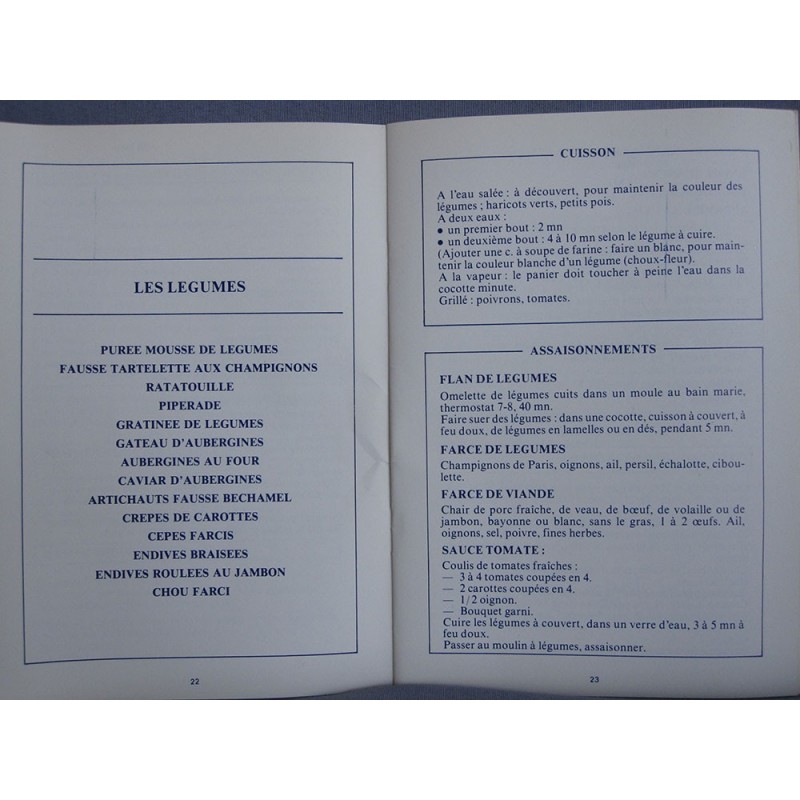 LES LEGUMES
PUREE MOUSSE DE LEGUMES
FAUSSE TARTELETTE AUX CHAMPIGNONS
RATATOUILLE
PIPERADE
GRATINEE DE LEGUMES
GATEAU D'AUBERGINES
AUBERGINES AU FOUR
CAVIAR D'AUBERGINES
ARTICHAUTS FAUSSE BECHAMEL
CREPES DE CAROTTES
CEPES FARCIS
ENDIVES BRAISEES
ENDIVES ROULEES AU JAMBON
CHOU FARCI
22
CUISSON
A l'eau salée : à découvert, pour maintenir la couleur des
légumes ; haricots verts, petits pois.
A deux eaux :
● un premier bout : 2 mn
● un deuxième bout : 4 à 10 mn selon le légume à cuire.
(Ajouter une c. à soupe de farine : faire un blanc, pour main-
tenir la couleur blanche d'un légume (choux-fleur).
A la vapeur : le panier doit toucher à peine l'eau dans la
cocotte minute.
Grillé : poivrons, tomates.
ASSAISONNEMENTS
FLAN DE LEGUMES
Omelette de légumes cuits dans un moule au bain marie,
thermostat 7-8, 40 mn.
Faire suer des légumes : dans une cocotte, cuisson à couvert, à
feu doux, de légumes en lamelles ou en dés, pendant 5 mn.
FARCE DE LEGUMES
Champignons de Paris, oignons, ail, persil, échalotte, cibou-
lette.
FARCE DE VIANDE
Chair de porc fraîche, de veau, de bœuf, de volaille ou de
jambon, bayonne ou blanc, sans le gras, 1 à 2 œufs. Ail,
oignons, sel, poivre, fines herbes.
SAUCE TOMATE :
Coulis de tomates fraîches :
— 3 à 4 tomates coupées en 4.
— 2 carottes coupées en 4.
— 1/2 oignon.
— Bouquet garni.
Cuire les légumes à couvert, dans un verre d'eau, 3 à 5 mn à
feu doux.
Passer au moulin à légumes, assaisonner.
23